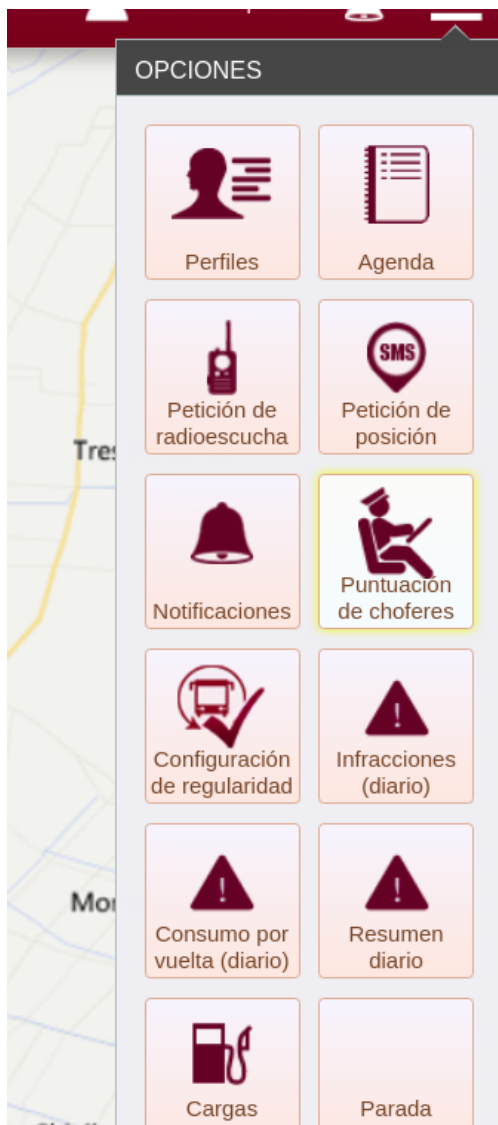 OPCIONES
Perfiles
Agenda
Petición de
radioescucha
SMS
Petición de
posición
Tres
Notificaciones
Puntuación
de choferes
Configuración
de regularidad
Infracciones
(diario)
Mo
Consumo por
vuelta (diario)
Resumen
diario
Cargas
Parada